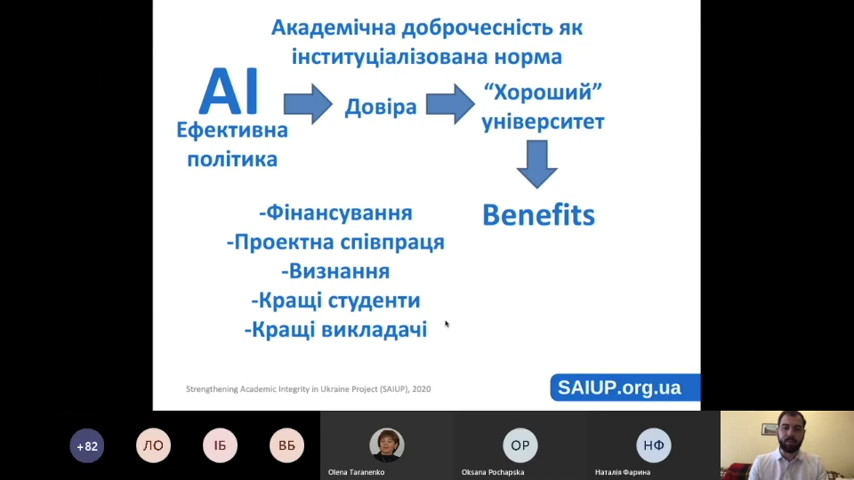 Академічна доброчесність як
інституціалізована норма
AI
Ефективна
політика
Довіра
“Хороший”
університет
Benefits
-Фінансування
-Проектна співпраця
-Визнання
-Кращі студенти
-Кращі викладачі
Strengthening Academic Integrity in Ukraine Project (SAIUP), 2020
SAIUP.org.ua
+82
ЛО
ІБ
ВБ
Olena Taranenko
ОР
Oksana Pochapska
НФ
Наталія Фарина